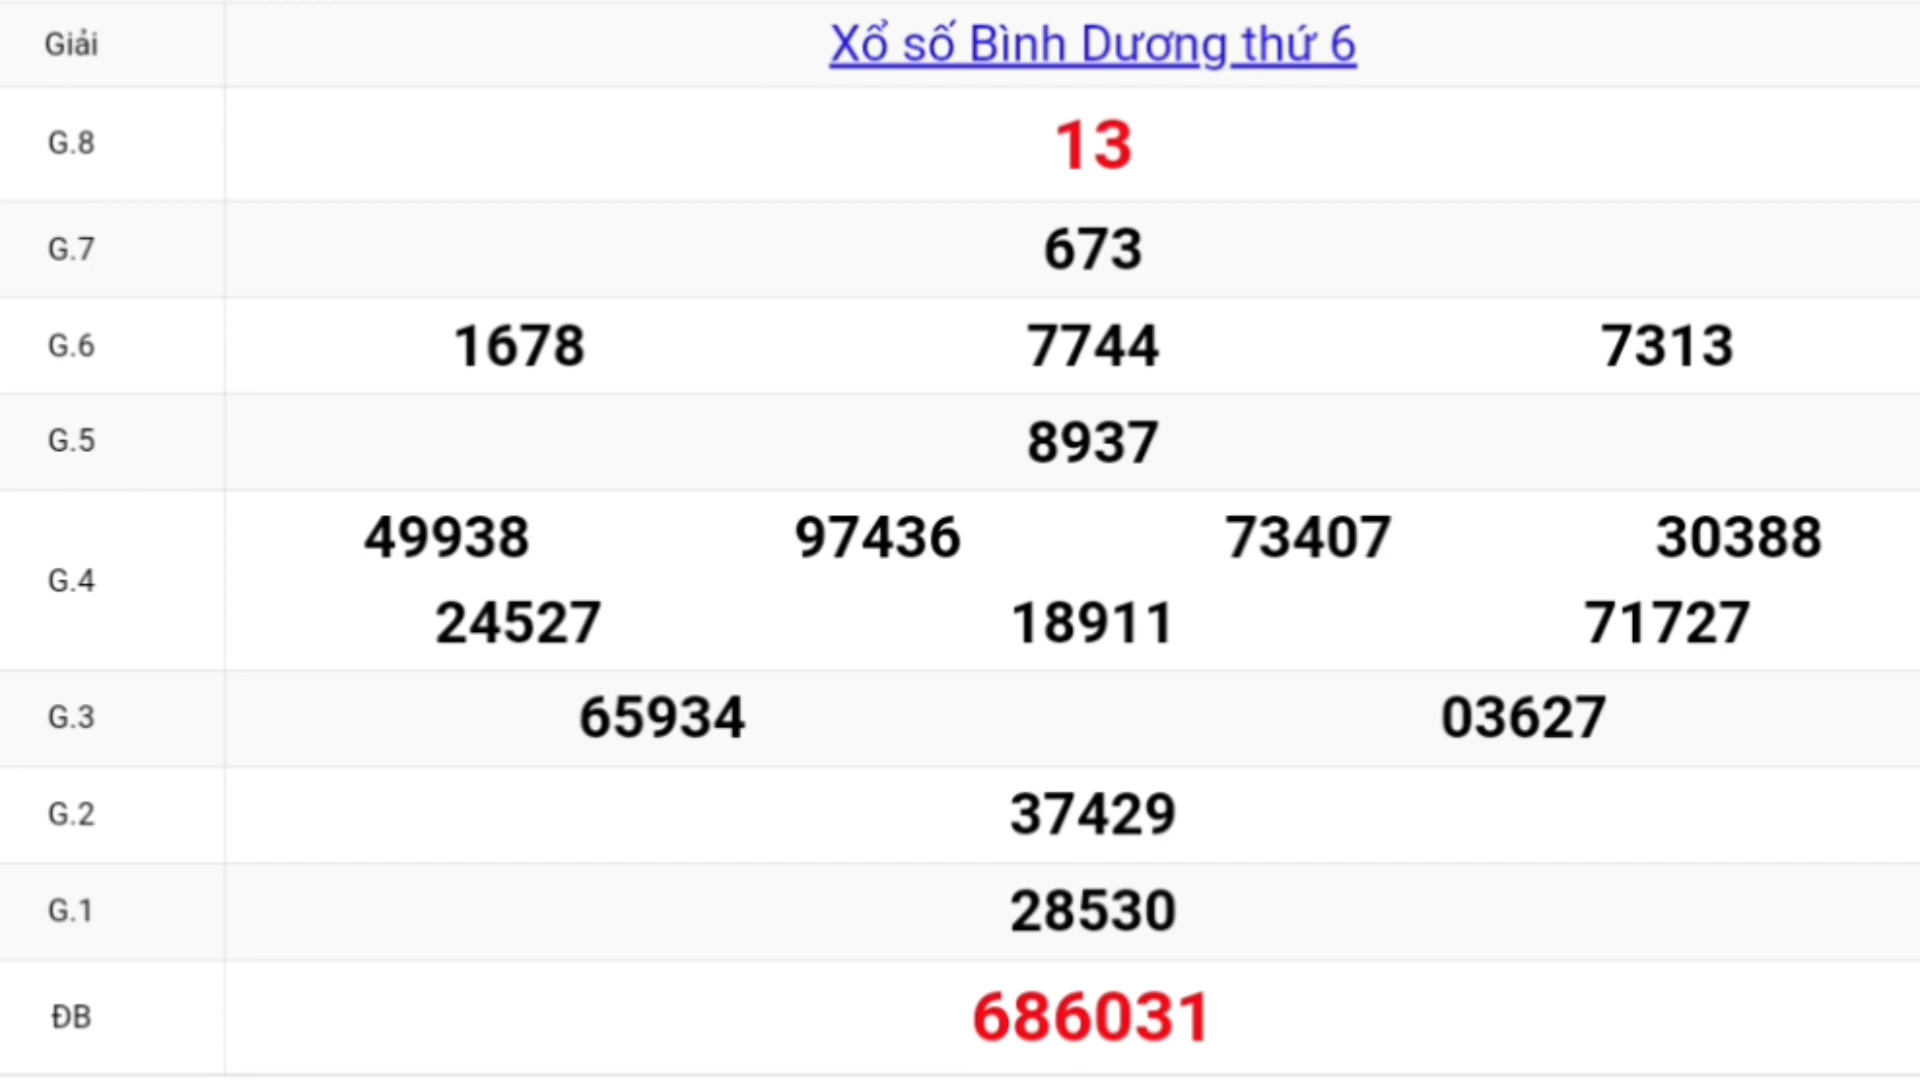 Giải Xổ số Bình Dương thứ 6
G.8 13
G.7 673
G.6 1678 7744 7313
G.5 8937
G.4 49938 97436 73407 30388
24527 18911 71727
G.3 65934 03627
G.2 37429
G.1 28530
ĐB 686031